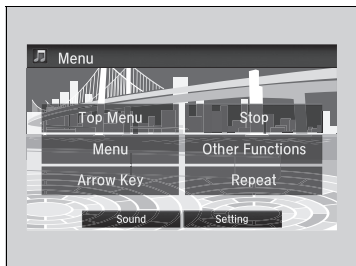 Menu
Top Menu Stop
Menu Other Functions
Arrow Key Repeat
Sound Setting